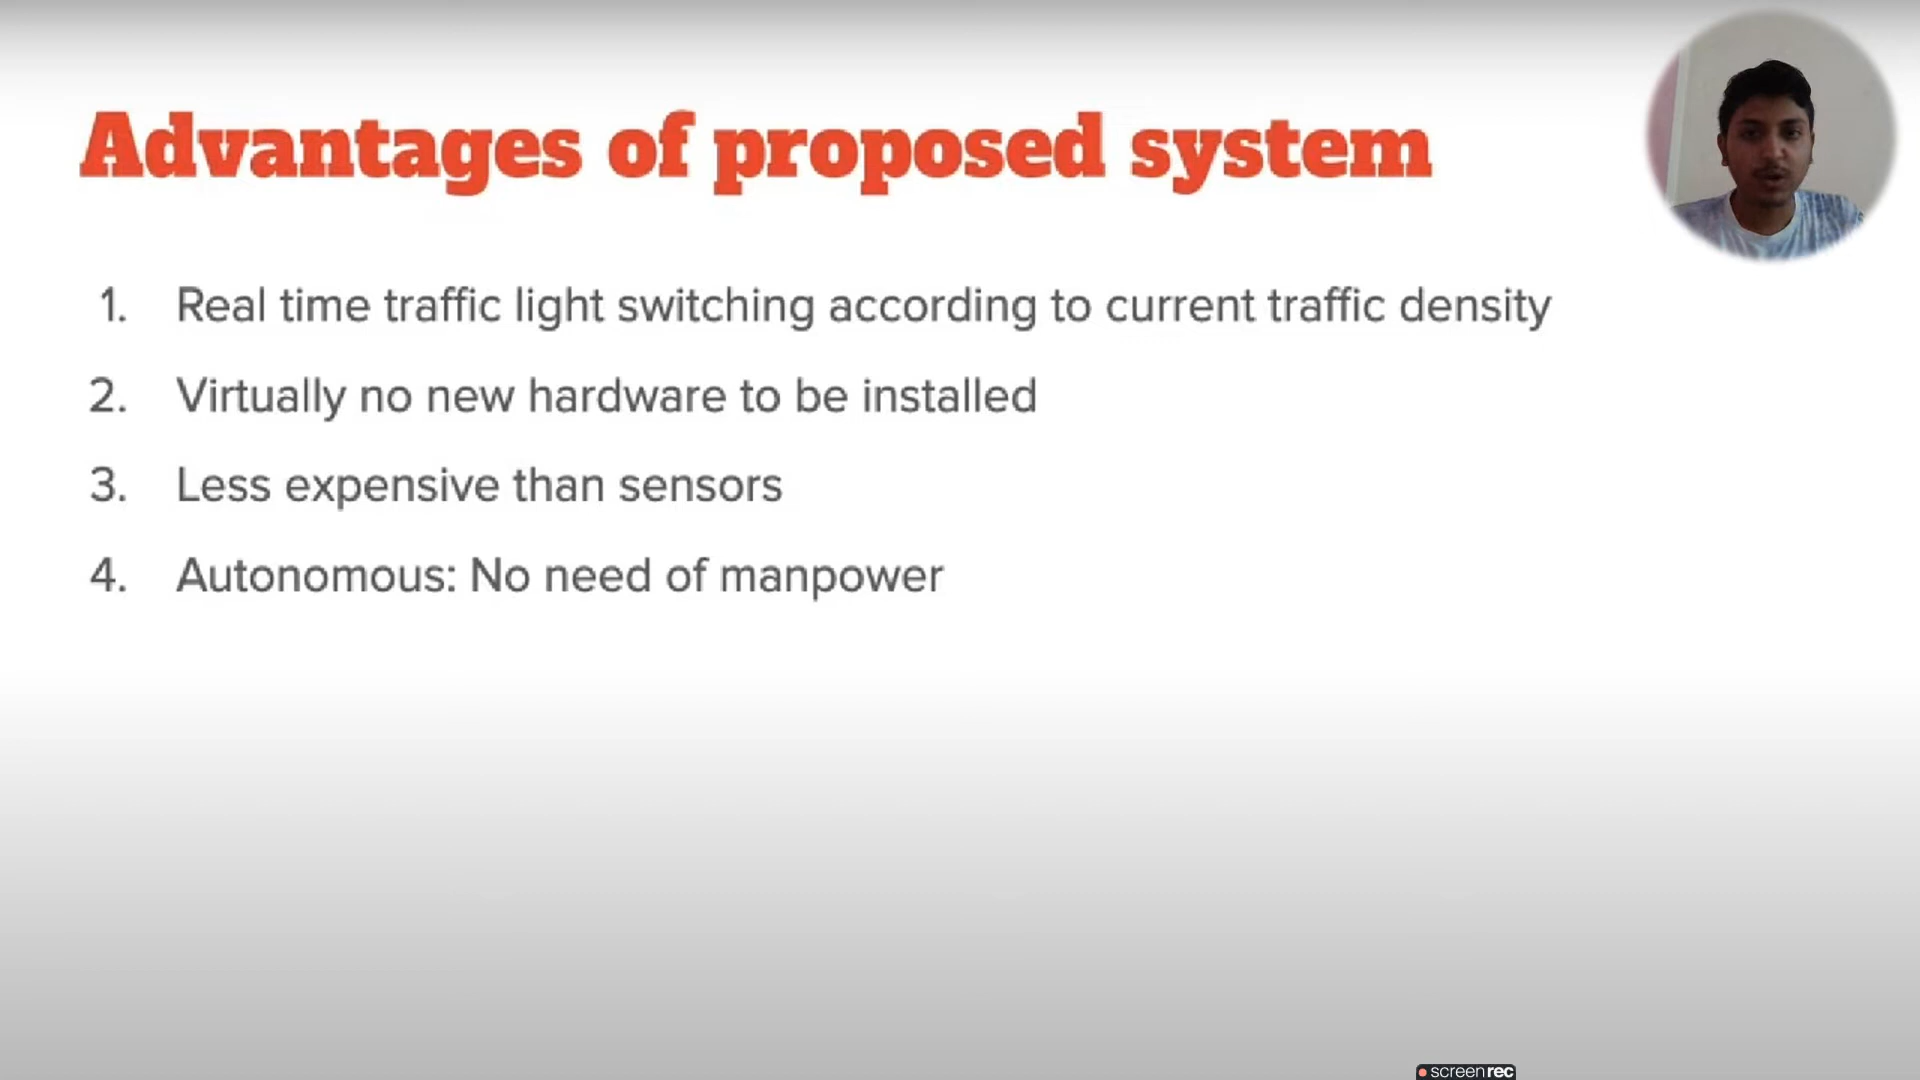 Advantages of proposed system
1. Real time traffic light switching according to current traffic density
2. Virtually no new hardware to be installed
3. Less expensive than sensors
4. Autonomous: No need of manpower
screenrec